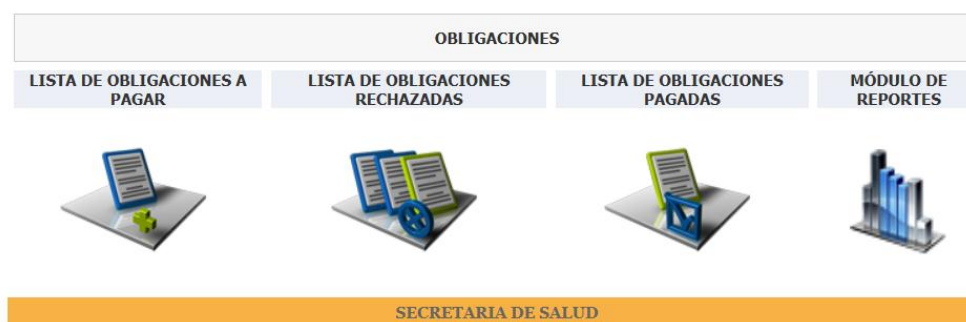 OBLIGACIONES
LISTA DE OBLIGACIONES A
PAGAR
LISTA DE OBLIGACIONES
RECHAZADAS
LISTA DE OBLIGACIONES
PAGADAS
MÓDULO DE
REPORTES
SECRETARIA DE SALUD